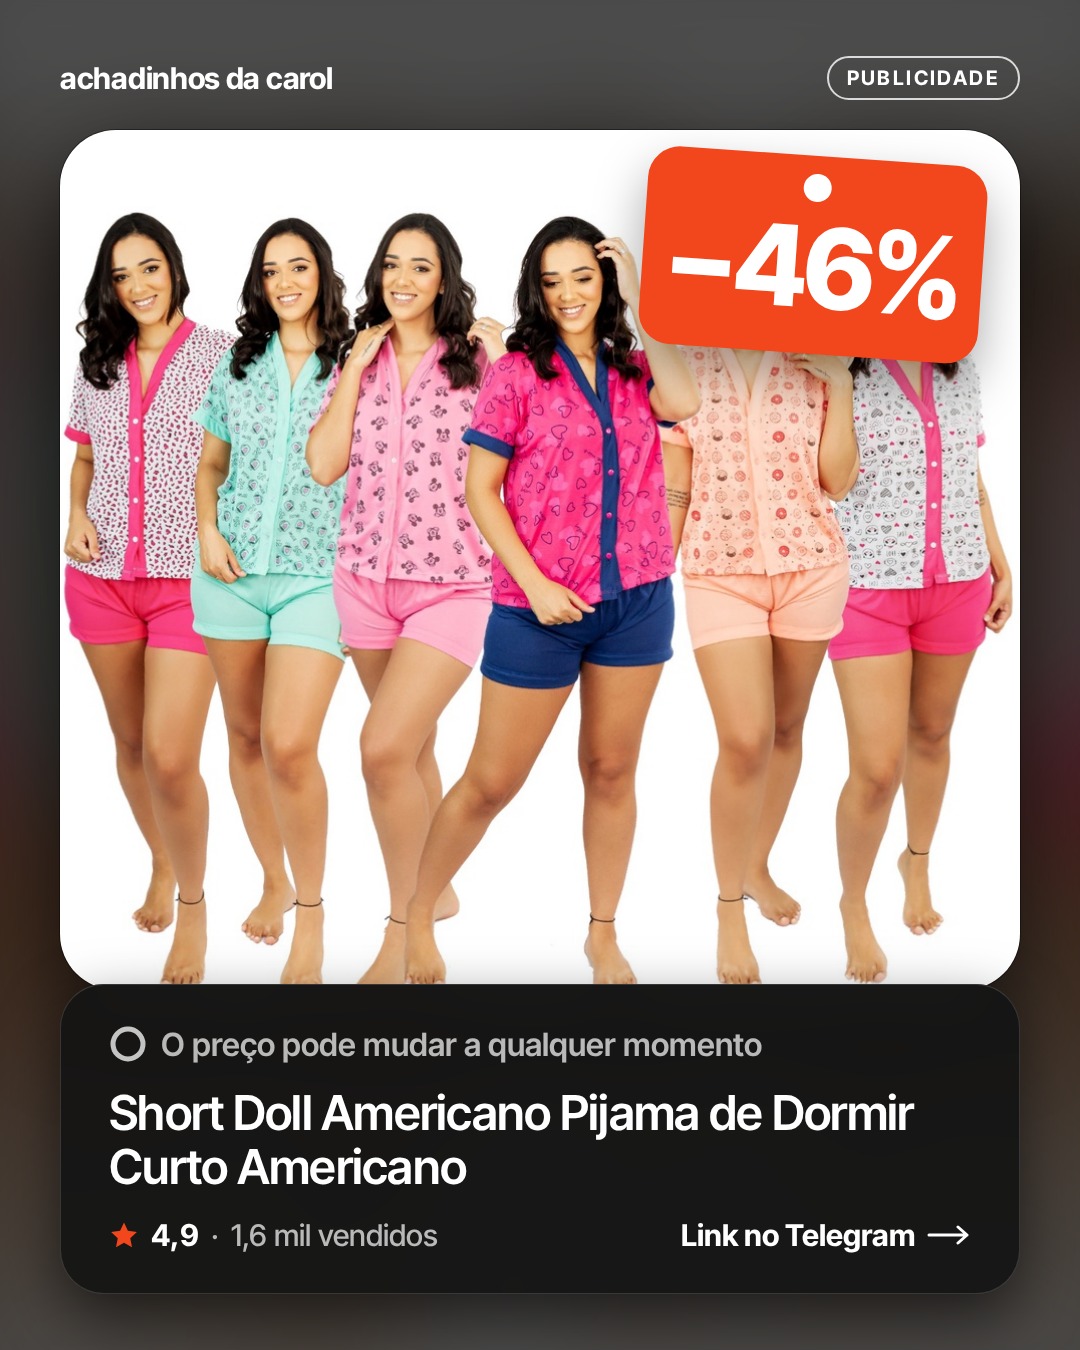 achadinhos da carol
PUBLICIDADE
–46%
O preço pode mudar a qualquer momento
Short Doll Americano Pijama de Dormir
Curto Americano
4,9 · 1,6 mil vendidos
Link no Telegram →